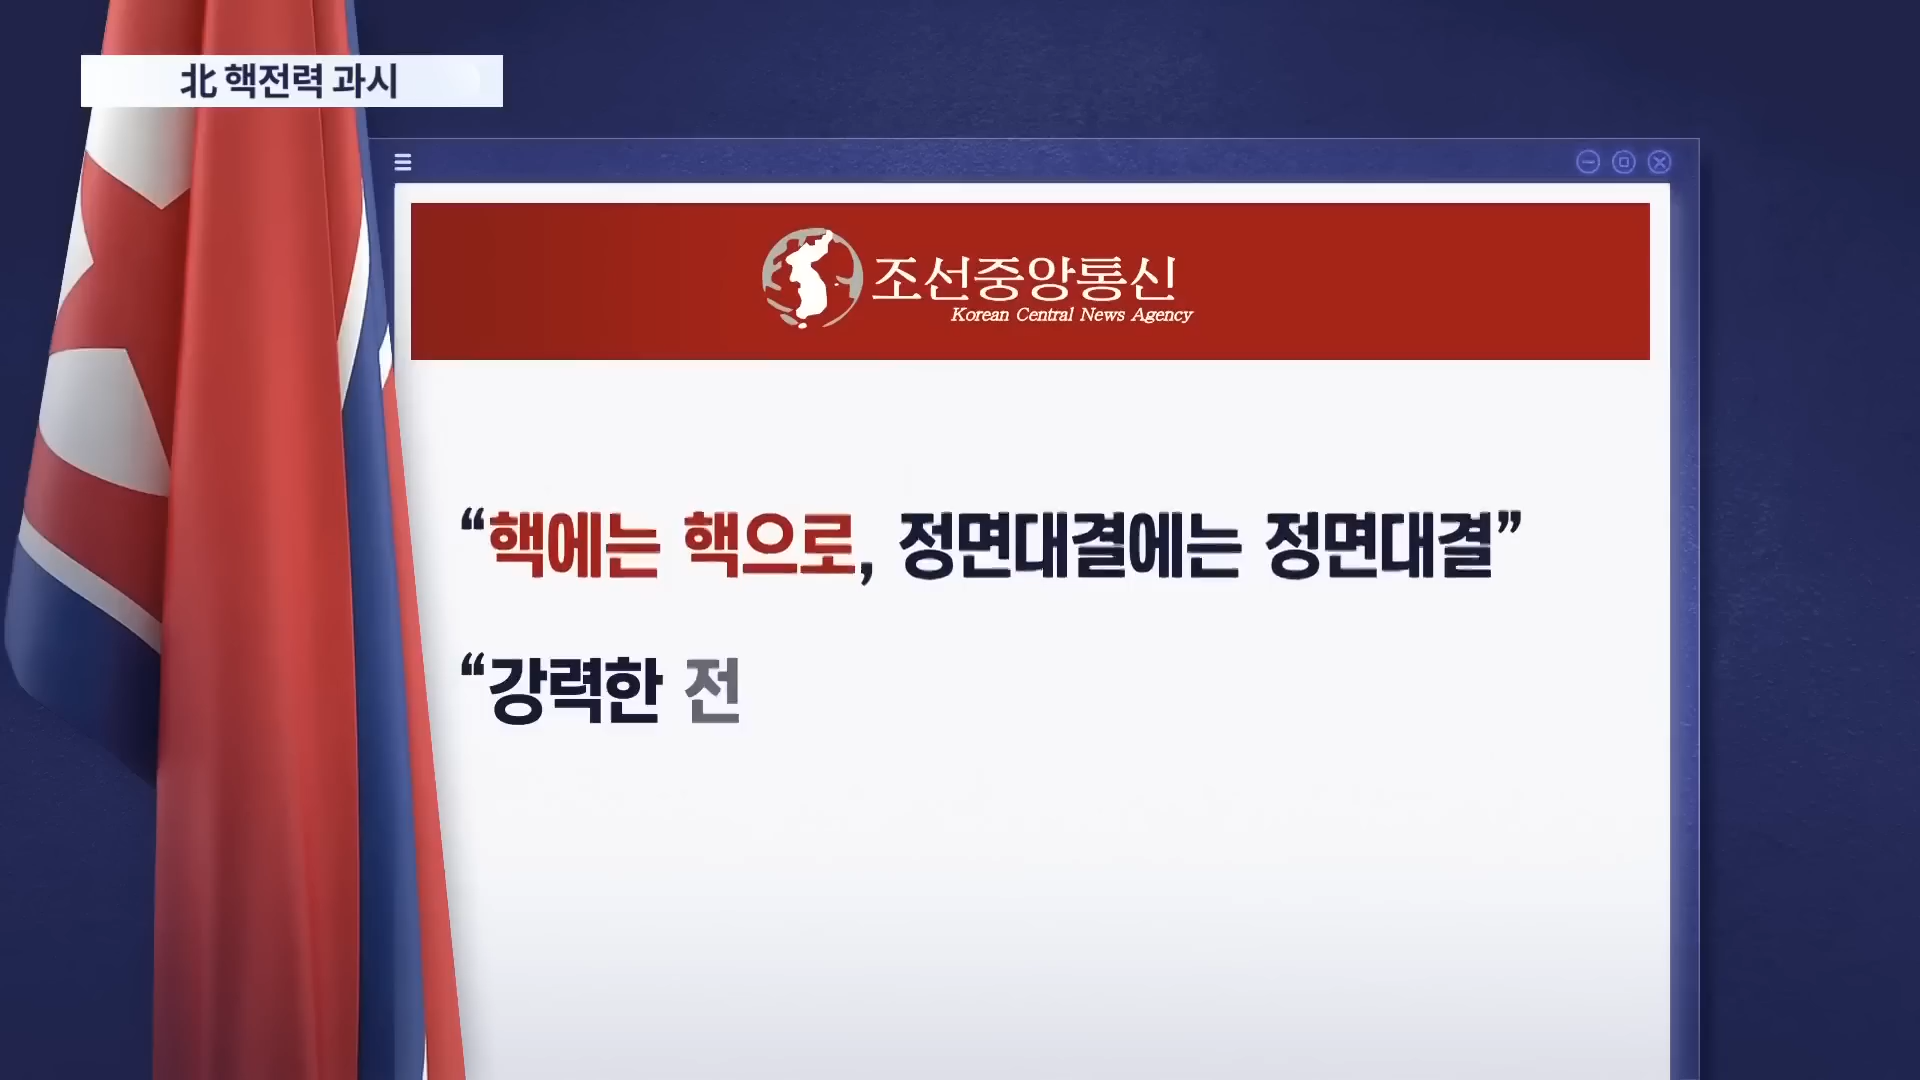 北 핵전력 과시
조선중앙통신
Korean Central News Agency
“핵에는 핵으로, 정면대결에는 정면대결”
“강력한 전